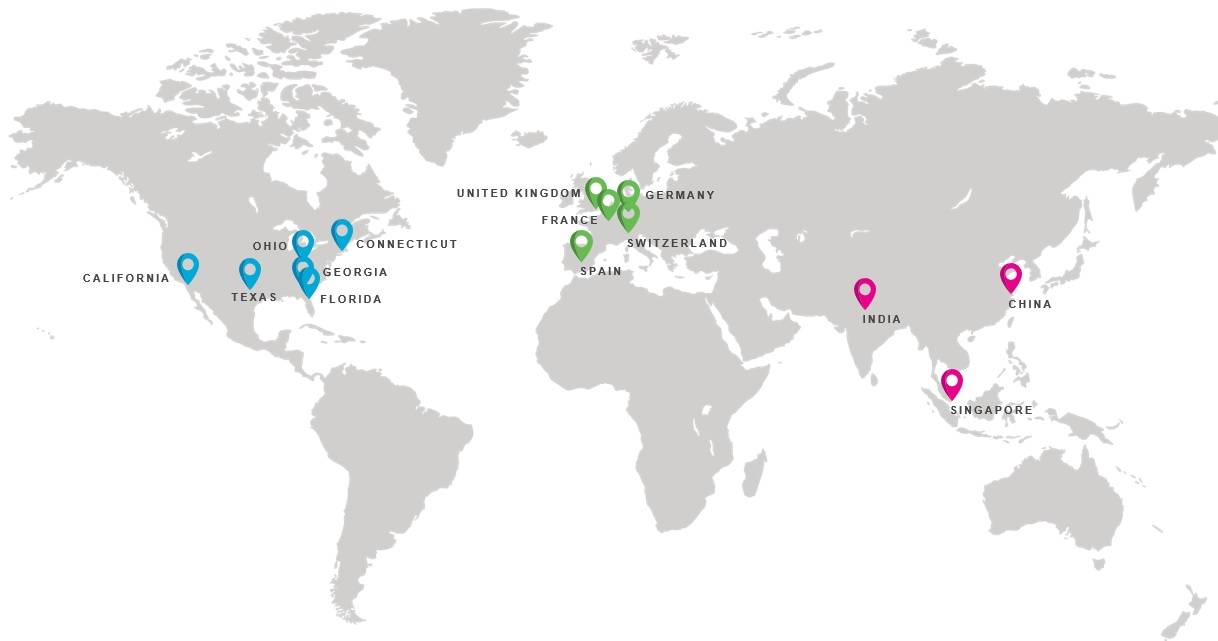 UNITED KINGDOM
GERMANY
FRANCE
SWITZERLAND
SPAIN
OHIO
CONNECTICUT
CALIFORNIA
GEORGIA
TEXAS
FLORIDA
INDIA
CHINA
SINGAPORE